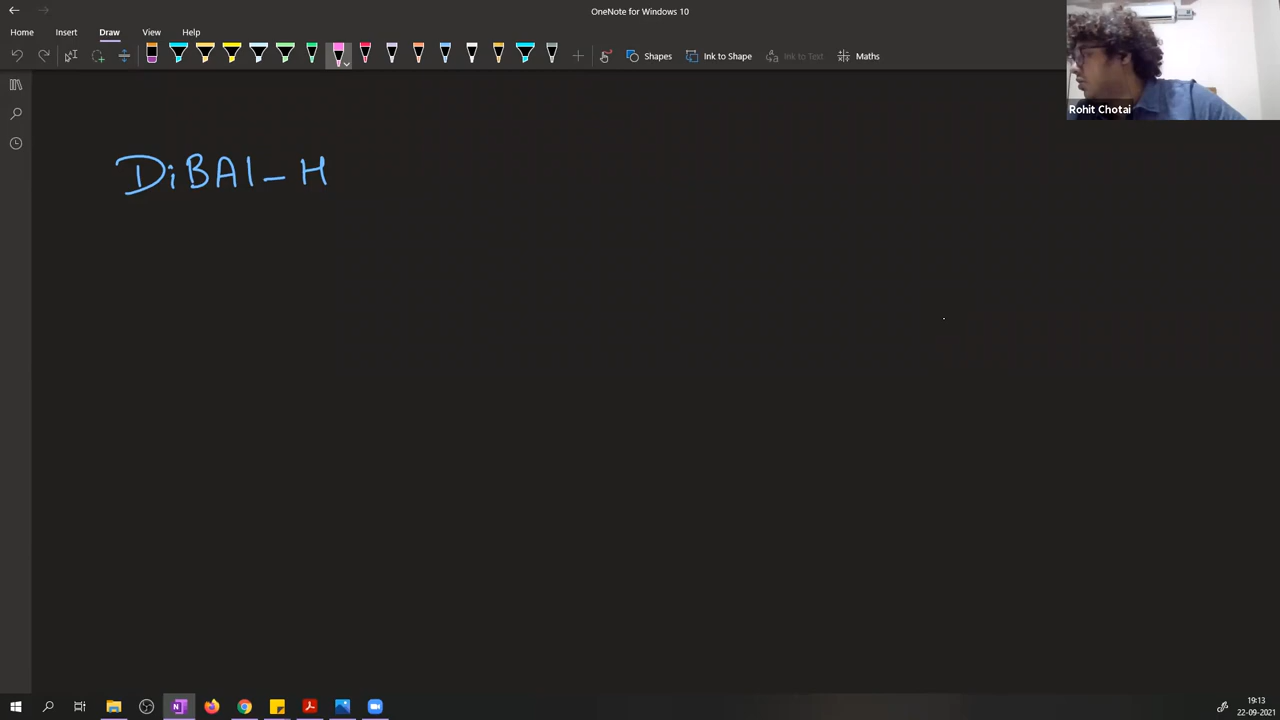 OneNote for Windows 10
Home Insert Draw View Help
Shapes Ink to Shape Ink to Text Maths
Rohit Chotai
DiBAl-H
19:13
22-09-2021